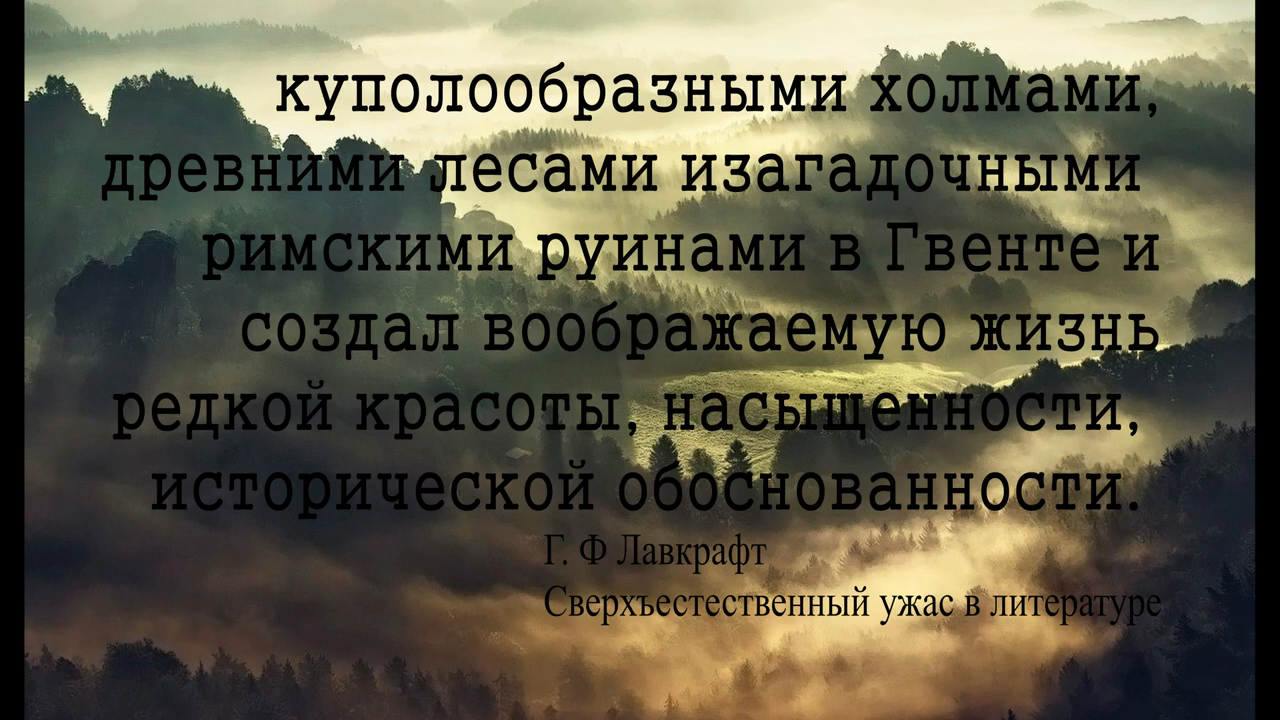 куполообразными холмами,
древними лесами изагадочными
римскими руинами в Гвенте и
создал воображаемую жизнь
редкой красоты, насыщенности,
исторической обоснованности.
Г. Ф Лавкрафт
Сверхъестественный ужас в литературе